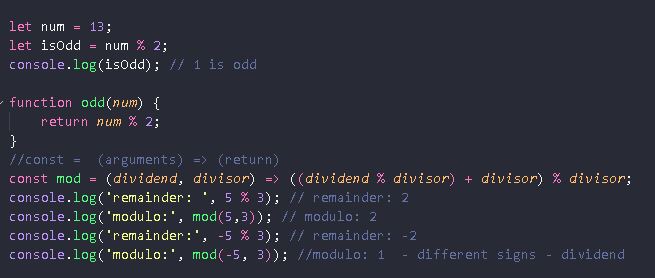 let num = 13;
let isOdd = num % 2;
console.log(isOdd); // 1 is odd
function odd(num) {
return num % 2;
}
//const =  (arguments) => (return)
const mod = (dividend, divisor) => ((dividend % divisor) + divisor) % divisor;
console.log('remainder: ', 5 % 3); // remainder: 2
console.log('modulo:', mod(5,3)); // modulo: 2
console.log('remainder:', -5 % 3); // remainder: -2
console.log('modulo:', mod(-5, 3)); //modulo: 1  - different signs - dividend